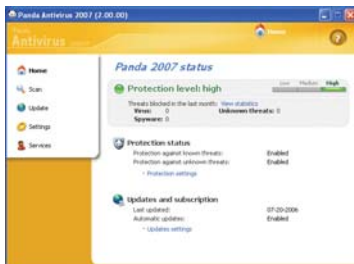 Panda Antivirus 2007 (2.00.00)
Panda
Antivirus 2007
Home
Home
Scan
Update
Settings
Services
Panda 2007 status
Protection level: high
Low Medium High
Threats blocked in the last month: View statistics
Virus: 0 Unknown threats: 0
Spyware: 0
Protection status
Protection against known threats: Enabled
Protection against unknown threats: Enabled
Protection settings
Updates and subscription
Last updated: 07-20-2006
Automatic updates: Enabled
Updates settings